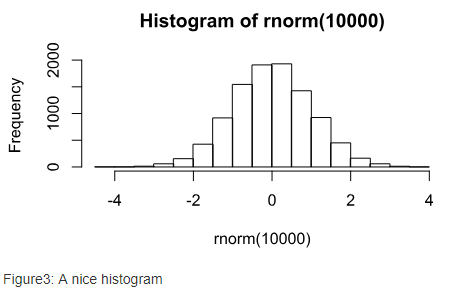 Histogram of rnorm(10000)
Frequency
2000
1000
0
-4 -2 0 2 4
rnorm(10000)
Figure3: A nice histogram